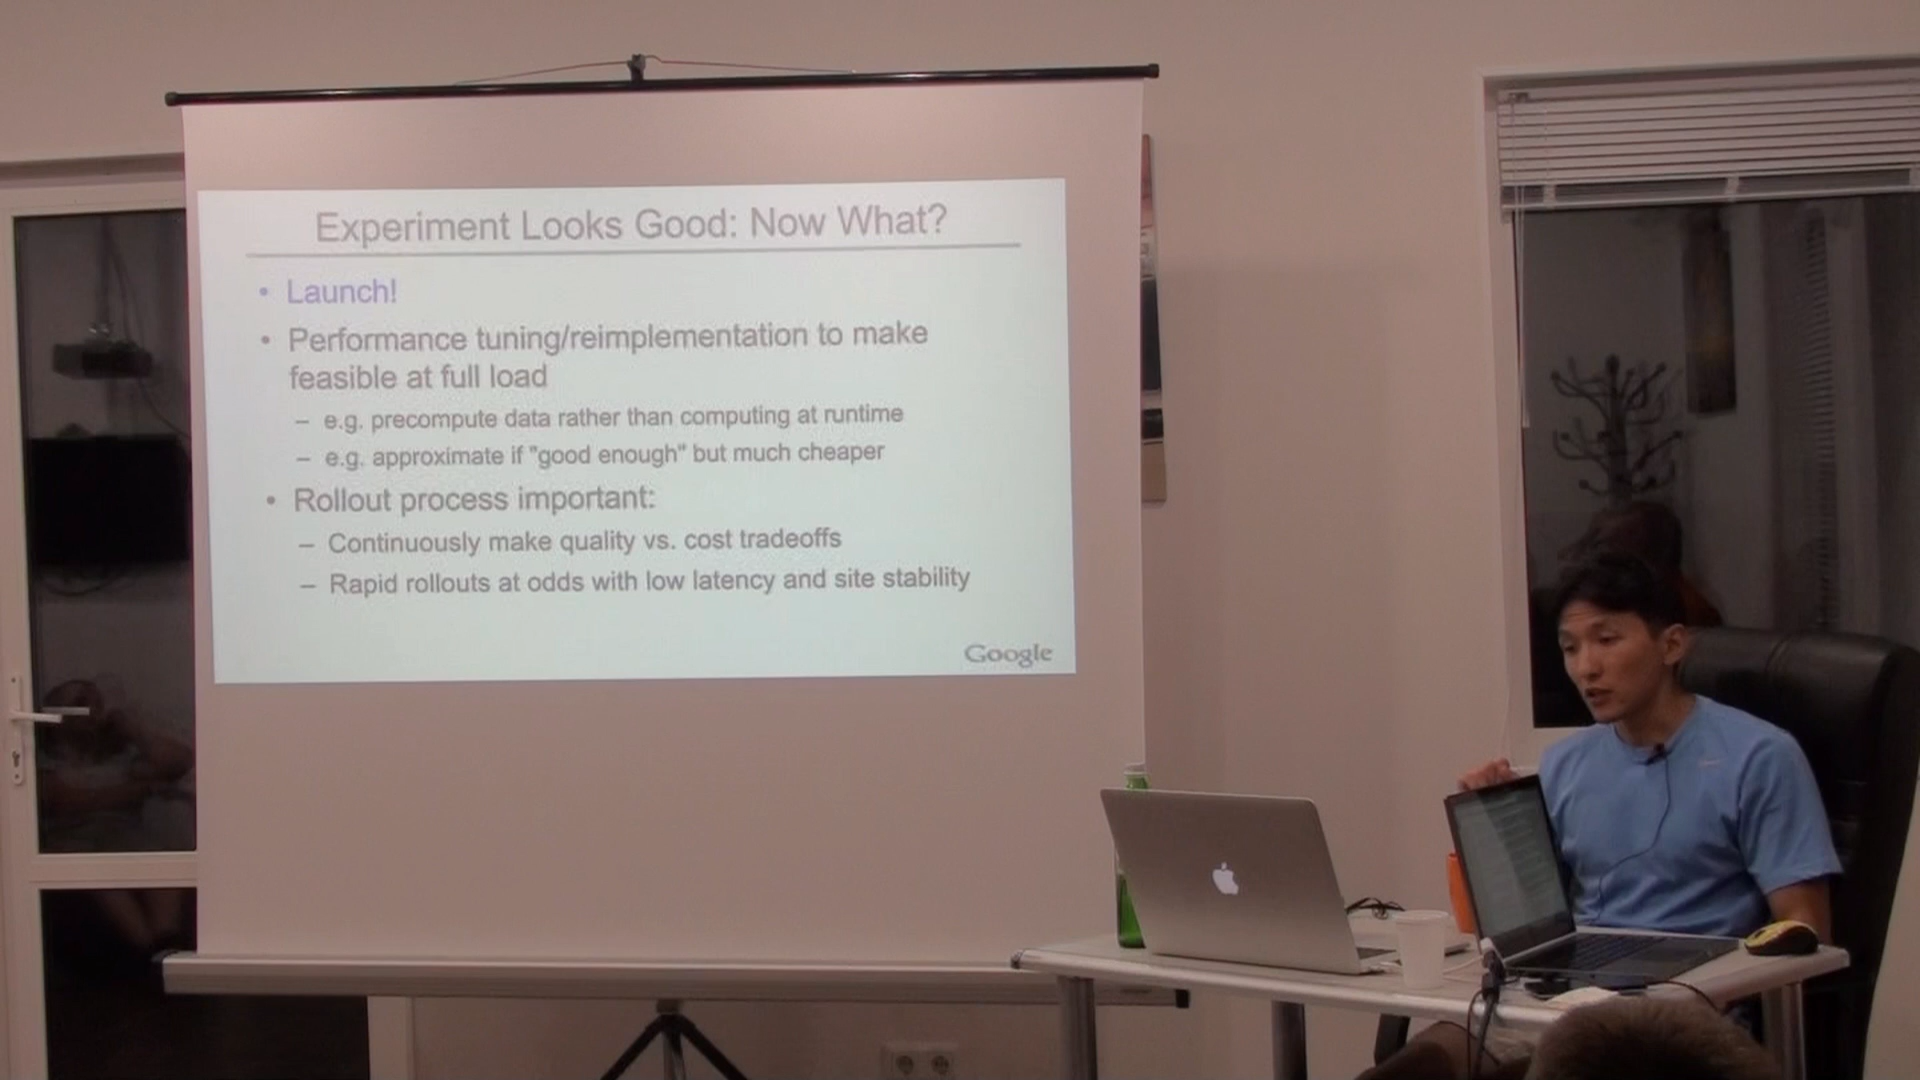 Experiment Looks Good: Now What?
• Launch!
• Performance tuning/reimplementation to make
feasible at full load
– e.g. precompute data rather than computing at runtime
– e.g. approximate if "good enough" but much cheaper
• Rollout process important:
– Continuously make quality vs. cost tradeoffs
– Rapid rollouts at odds with low latency and site stability
Google